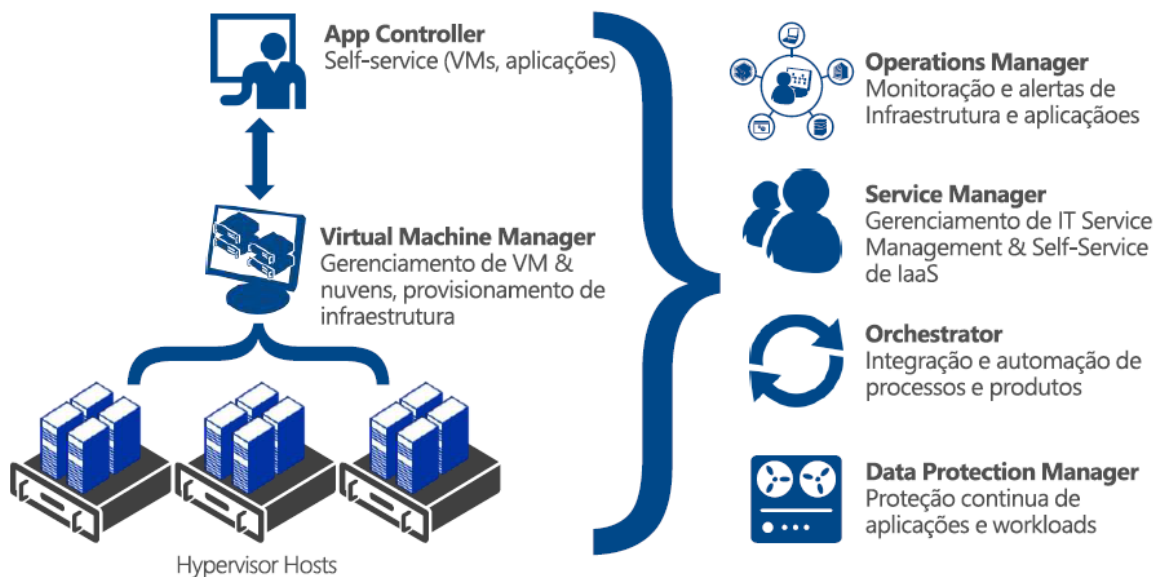 App Controller
Self-service (VMs, aplicações)
Virtual Machine Manager
Gerenciamento de VM &
nuvens, provisionamento de
infraestrutura
Hypervisor Hosts
Operations Manager
Monitoração e alertas de
Infraestrutura e aplicaçãoes
Service Manager
Gerenciamento de IT Service
Management & Self-Service
de IaaS
Orchestrator
Integração e automação de
processos e produtos
Data Protection Manager
Proteção continua de
aplicações e workloads